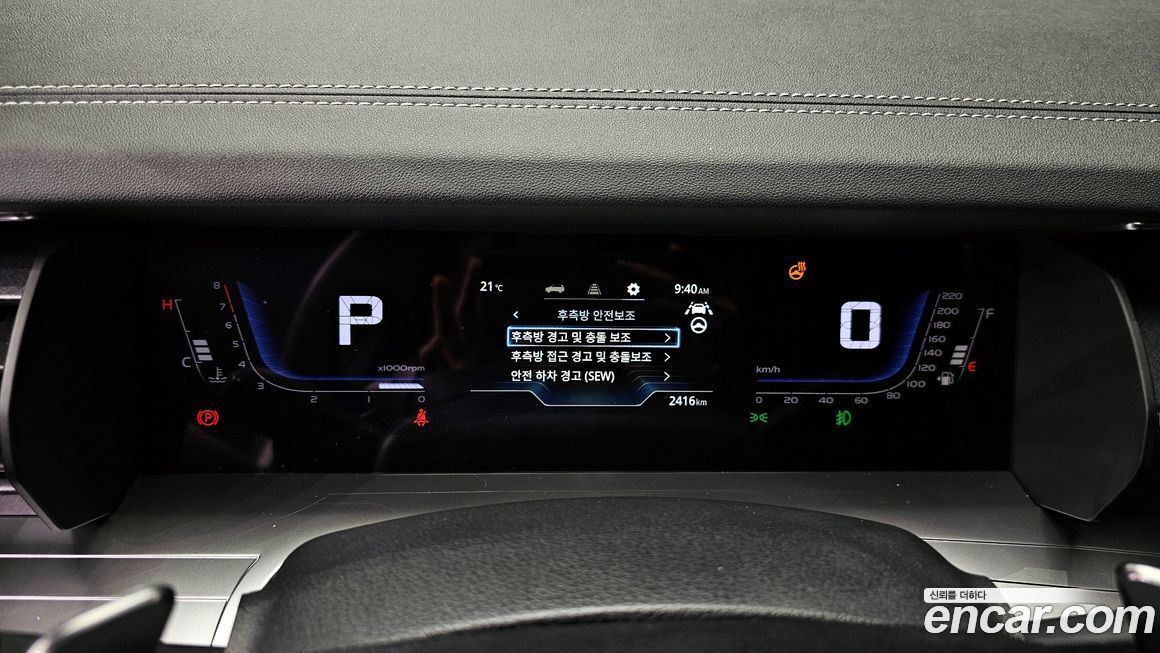 21℃
9:40AM
후측방 안전보조
후측방 경고 및 충돌 보조
후측방 접근 경고 및 충돌보조
안전 하차 경고 (SEW)
2416km
H
C
8
7
6
5
4
3
2
1
0
x1000rpm
P
0
km/h
0
20
40
60
80
100
120
140
160
180
200
220
F
E
신뢰를 더하다
encar.com